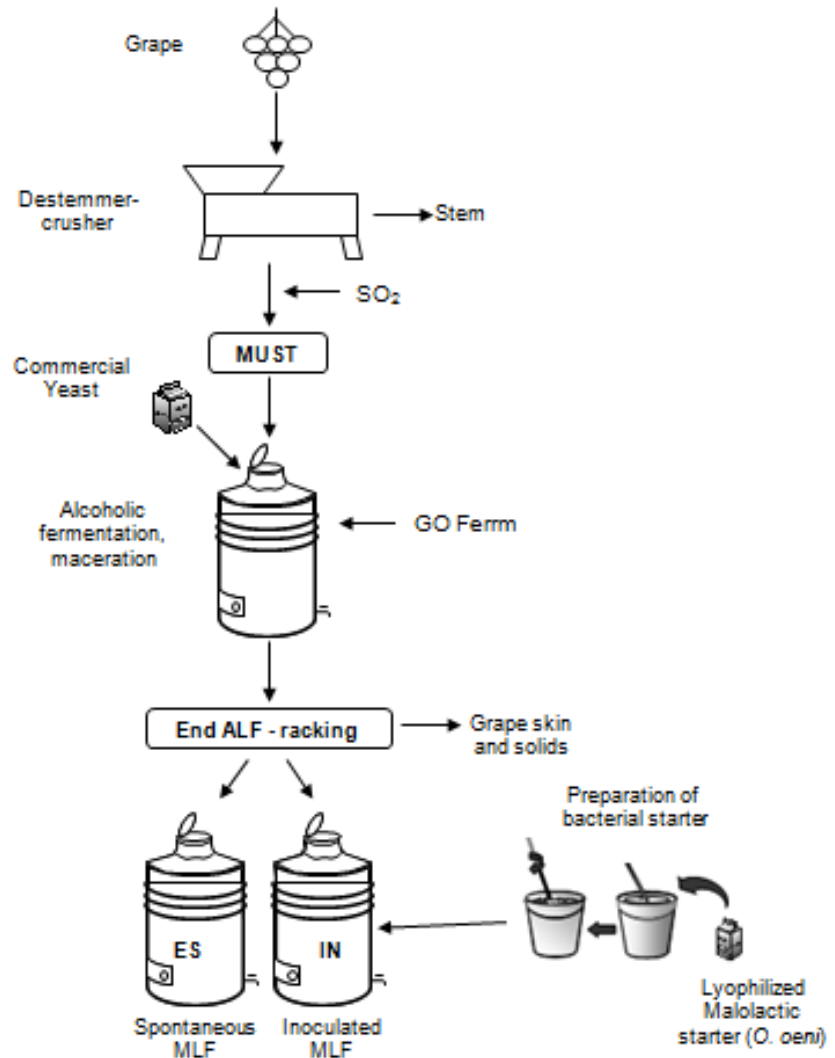 Grape
Destemmer-
crusher
Stem
SO₂
MUST
Commercial
Yeast
Alcoholic
fermentation,
maceration
GO Ferrm
End ALF - racking
Grape skin
and solids
Preparation of
bacterial starter
ES
IN
Spontaneous
MLF
Inoculated
MLF
Lyophilized
Malolactic
starter (O. oeni)